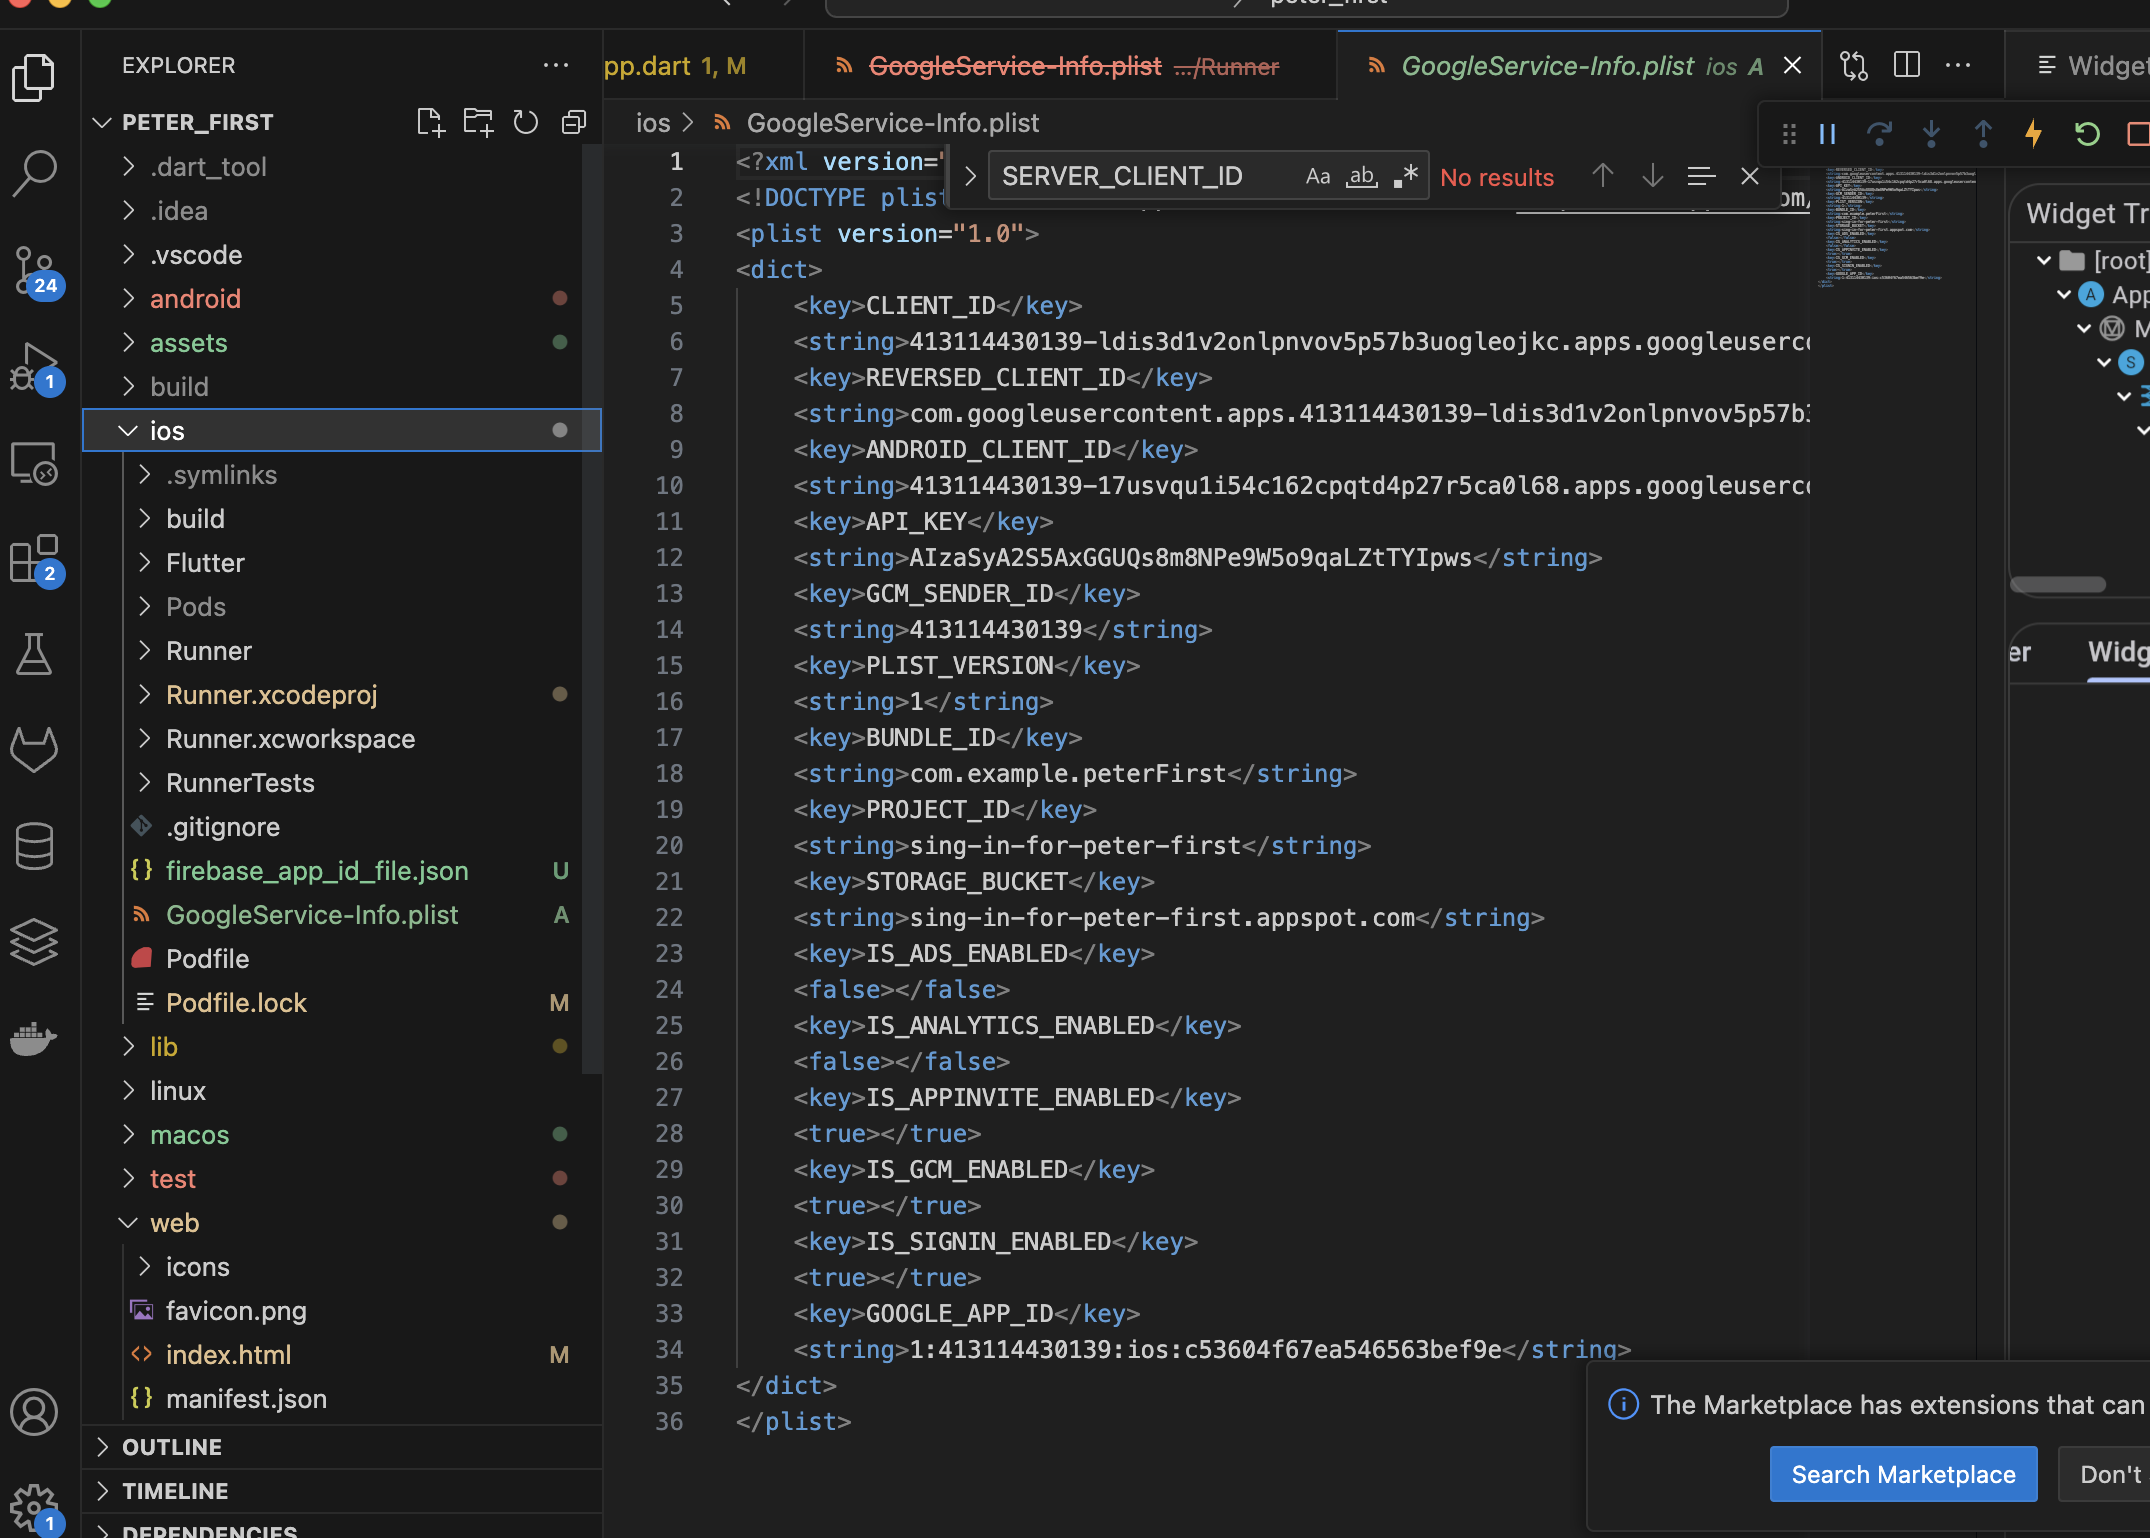 peter_first
EXPLORER
PETER_FIRST
.dart_tool
.idea
.vscode
android
assets
build
ios
.symlinks
build
Flutter
Pods
Runner
Runner.xcodeproj
Runner.xcworkspace
RunnerTests
.gitignore
firebase_app_id_file.json U
GoogleService-Info.plist A
Podfile
Podfile.lock M
lib
linux
macos
test
web
icons
favicon.png
index.html M
manifest.json
OUTLINE
TIMELINE
DEPENDENCIES
24
1
2
1
pp.dart 1, M
GoogleService-Info.plist .../Runner
GoogleService-Info.plist ios A
ios > GoogleService-Info.plist
SERVER_CLIENT_ID Aa ab No results
1 <?xml version="
2 <!DOCTYPE plis om/
3 <plist version="1.0">
4 <dict>
5 <key>CLIENT_ID</key>
6 <string>413114430139-ldis3d1v2onlpnvov5p57b3uogleojkc.apps.googleuserc
7 <key>REVERSED_CLIENT_ID</key>
8 <string>com.googleusercontent.apps.413114430139-ldis3d1v2onlpnvov5p57b3
9 <key>ANDROID_CLIENT_ID</key>
10 <string>413114430139-17usvqu1i54c162cpqtd4p27r5ca0l68.apps.googleuserc
11 <key>API_KEY</key>
12 <string>AIzaSyA2S5AxGGUQs8m8NPe9W5o9qaLZtTYIpws</string>
13 <key>GCM_SENDER_ID</key>
14 <string>413114430139</string>
15 <key>PLIST_VERSION</key>
16 <string>1</string>
17 <key>BUNDLE_ID</key>
18 <string>com.example.peterFirst</string>
19 <key>PROJECT_ID</key>
20 <string>sing-in-for-peter-first</string>
21 <key>STORAGE_BUCKET</key>
22 <string>sing-in-for-peter-first.appspot.com</string>
23 <key>IS_ADS_ENABLED</key>
24 <false></false>
25 <key>IS_ANALYTICS_ENABLED</key>
26 <false></false>
27 <key>IS_APPINVITE_ENABLED</key>
28 <true></true>
29 <key>IS_GCM_ENABLED</key>
30 <true></true>
31 <key>IS_SIGNIN_ENABLED</key>
32 <true></true>
33 <key>GOOGLE_APP_ID</key>
34 <string>1:413114430139:ios:c53604f67ea546563bef9e</string>
35 </dict>
36 </plist>
Widget
Widget Tr
[root]
A App
M M
S
er Widg
The Marketplace has extensions that can
Search Marketplace
Don't